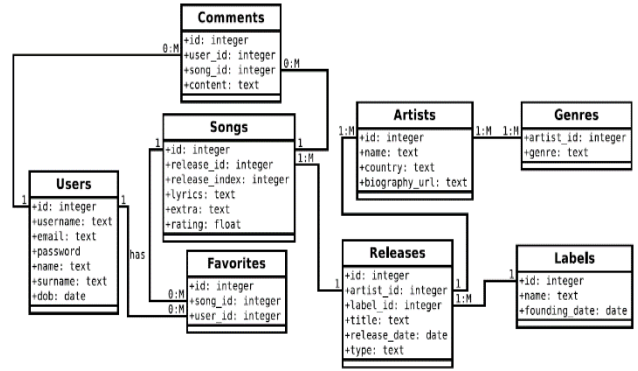 Comments
+id: integer
+user_id: integer
+song_id: integer
+content: text
0:M
0:M
Songs
+id: integer
+release_id: integer
+release_index: integer
+lyrics: text
+extra: text
+rating: float
1
1
1:M
Artists
+id: integer
+name: text
+country: text
+biography_url: text
1:M
1:M
1:M
Genres
+artist_id: integer
+genre: text
Users
+id: integer
+username: text
+email: text
+password
+name: text
+surname: text
+dob: date
1
1
has
Favorites
+id: integer
+song_id: integer
+user_id: integer
0:M
0:M
Releases
+id: integer
+artist_id: integer
+label_id: integer
+title: text
+release_date: date
+type: text
1
1
1:M
1
Labels
+id: integer
+name: text
+founding_date: date